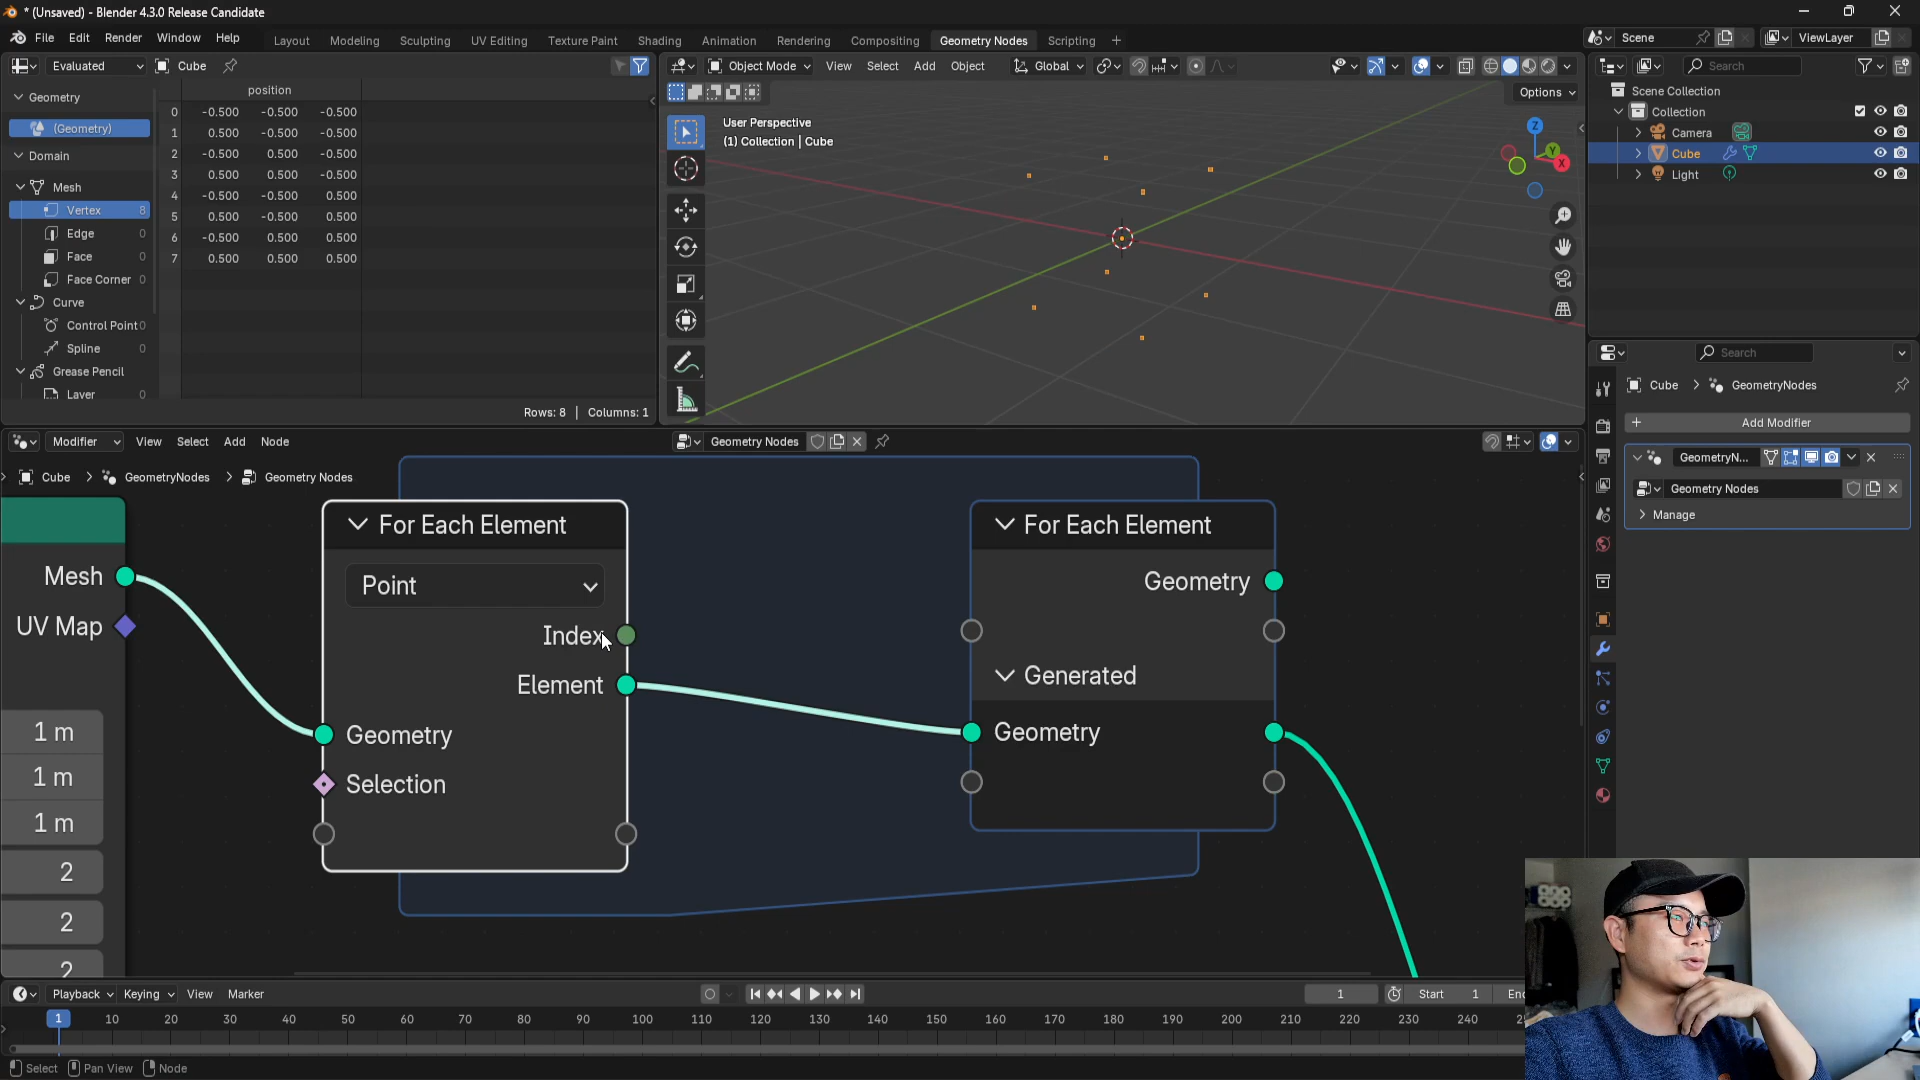 * (Unsaved) - Blender 4.3.0 Release Candidate
File Edit Render Window Help Layout Modeling Sculpting UV Editing Texture Paint Shading Animation Rendering Compositing Geometry Nodes Scripting +
Scene ViewLayer
Evaluated Cube
Geometry
(Geometry)
Domain
Mesh
Vertex 8
Edge 0
Face 0
Face Corner 0
Curve
Control Point 0
Spline 0
Grease Pencil
Layer 0
position
0 -0.500 -0.500 -0.500
1 0.500 -0.500 -0.500
2 -0.500 0.500 -0.500
3 0.500 0.500 -0.500
4 -0.500 -0.500 0.500
5 0.500 -0.500 0.500
6 -0.500 0.500 0.500
7 0.500 0.500 0.500
Rows: 8 | Columns: 1
Object Mode View Select Add Object Global
Options
User Perspective
(1) Collection | Cube
Z
Y
X
Search
Scene Collection
Collection
Camera
Cube
Light
Search
Cube > GeometryNodes
+ Add Modifier
GeometryN...
Geometry Nodes
Manage
Modifier View Select Add Node Geometry Nodes
Cube > GeometryNodes > Geometry Nodes
Mesh
UV Map
1 m
1 m
1 m
2
2
2
For Each Element
Point
Index
Element
Geometry
Selection
For Each Element
Geometry
Generated
Geometry
Playback Keying View Marker 1 Start 1
1 10 20 30 40 50 60 70 80 90 100 110 120 130 140 150 160 170 180 190 200 210 220 230 240
Select Pan View Node